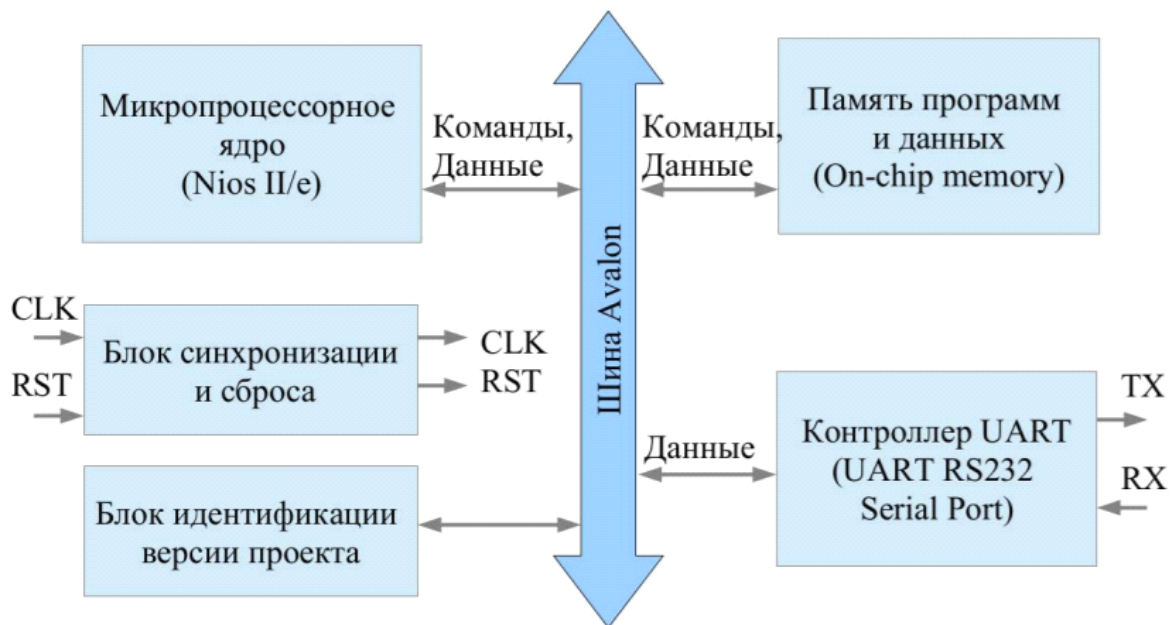 Микропроцессорное
ядро
(Nios II/e)
Команды,
Данные
Команды,
Данные
Память программ
и данных
(On-chip memory)
Шина Avalon
CLK
RST
Блок синхронизации
и сброса
CLK
RST
Блок идентификации
версии проекта
Данные
Контроллер UART
(UART RS232
Serial Port)
TX
RX